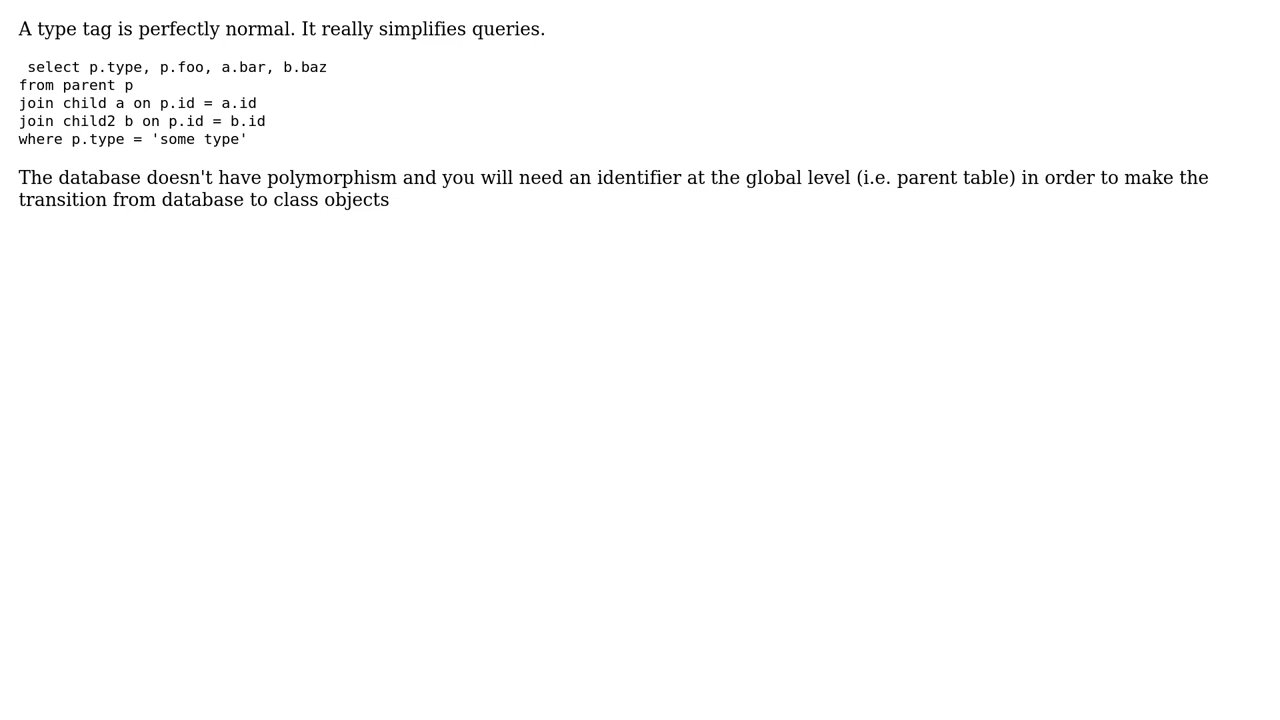 A type tag is perfectly normal. It really simplifies queries.
select p.type, p.foo, a.bar, b.baz
from parent p
join child a on p.id = a.id
join child2 b on p.id = b.id
where p.type = 'some type'
The database doesn't have polymorphism and you will need an identifier at the global level (i.e. parent table) in order to make the
transition from database to class objects